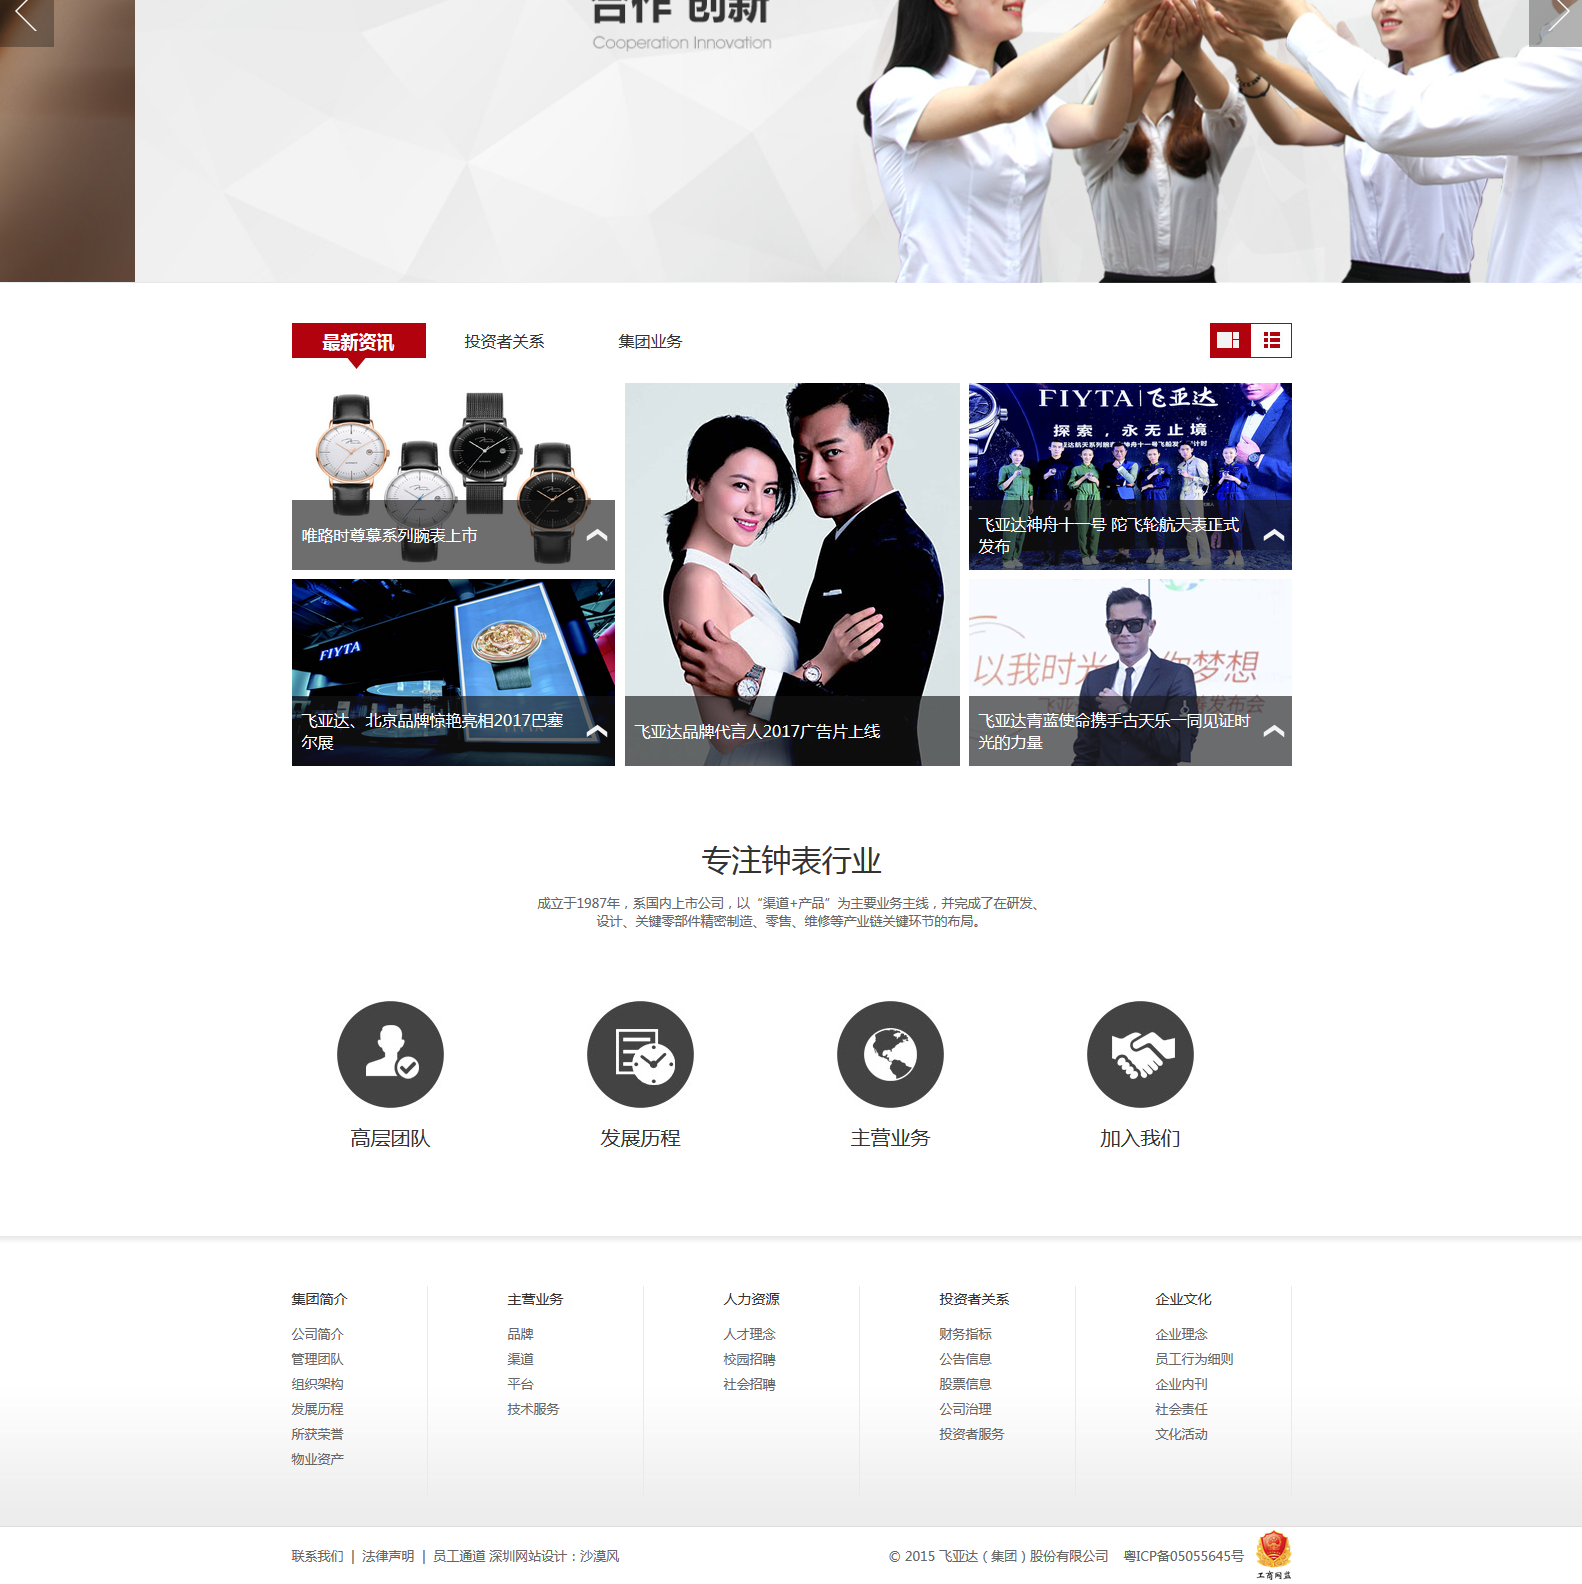 合作 创新
Cooperation Innovation
最新资讯
投资者关系
集团业务
唯路时尊慕系列腕表上市
FIYTA
飞亚达、北京品牌惊艳亮相2017巴塞
尔展
飞亚达品牌代言人2017广告片上线
FIYTA | 飞亚达
探索，永无止境
飞亚达神舟十一号 陀飞轮航天表正式
发布
以我时光 你梦想
飞亚达青蓝使命携手古天乐一同见证时
光的力量
专注钟表行业
成立于1987年，系国内上市公司，以“渠道+产品”为主要业务主线，并完成了在研发、
设计、关键零部件精密制造、零售、维修等产业链关键环节的布局。
高层团队
发展历程
主营业务
加入我们
集团简介
公司简介
管理团队
组织架构
发展历程
所获荣誉
物业资产
主营业务
品牌
渠道
平台
技术服务
人力资源
人才理念
校园招聘
社会招聘
投资者关系
财务指标
公告信息
股票信息
公司治理
投资者服务
企业文化
企业理念
员工行为细则
企业内刊
社会责任
文化活动
联系我们 | 法律声明 | 员工通道 深圳网站设计：沙漠风
© 2015 飞亚达（集团）股份有限公司 粤ICP备05055645号
工商网监